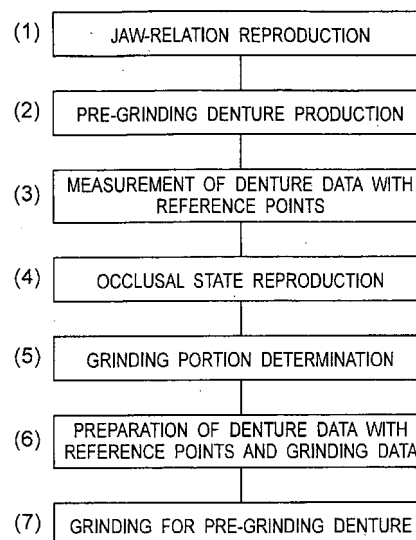 (1) JAW-RELATION REPRODUCTION
(2) PRE-GRINDING DENTURE PRODUCTION
(3) MEASUREMENT OF DENTURE DATA WITH
REFERENCE POINTS
(4) OCCLUSAL STATE REPRODUCTION
(5) GRINDING PORTION DETERMINATION
(6) PREPARATION OF DENTURE DATA WITH
REFERENCE POINTS AND GRINDING DATA
(7) GRINDING FOR PRE-GRINDING DENTURE